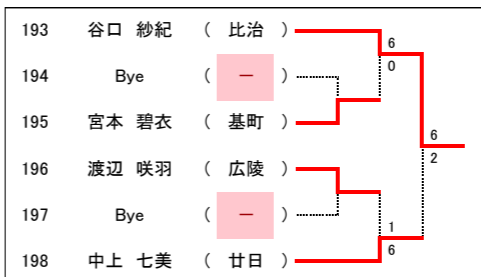 193 谷口 紗紀 ( 比治 )
6
0
194 Bye ( ー )
195 宮本 碧衣 ( 基町 )
6
2
196 渡辺 咲羽 ( 広陵 )
197 Bye ( ー )
1
6
198 中上 七美 ( 廿日 )